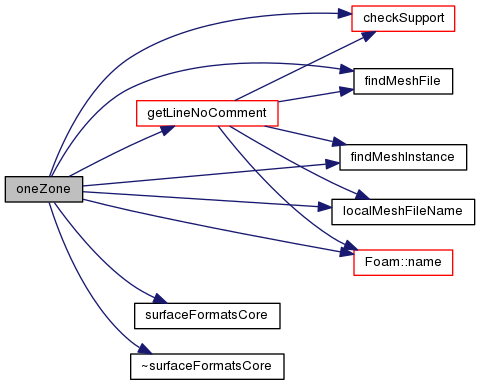 checkSupport
findMeshFile
getLineNoComment
findMeshInstance
oneZone
localMeshFileName
Foam::name
surfaceFormatsCore
~surfaceFormatsCore